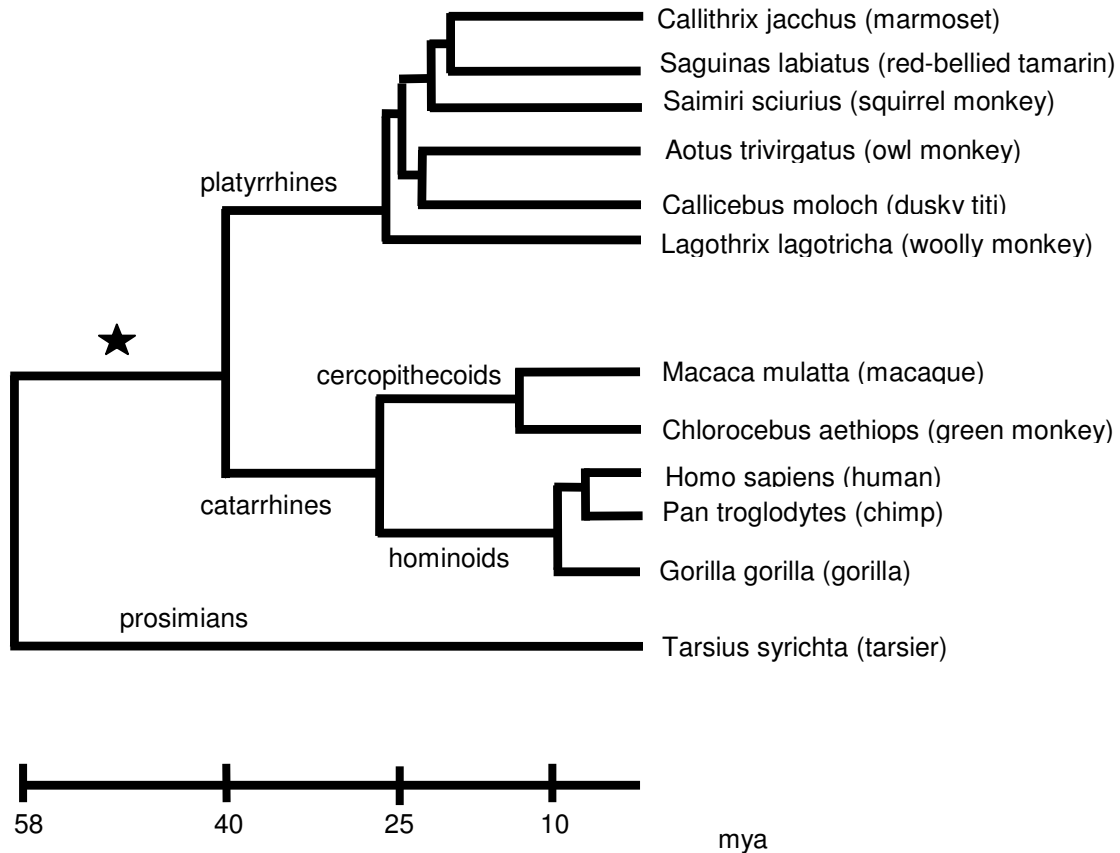 Callithrix jacchus (marmoset)
Saguinas labiatus (red-bellied tamarin)
Saimiri sciurius (squirrel monkey)
Aotus trivirgatus (owl monkey)
platyrrhines
Callicebus moloch (dusky titi)
Lagothrix lagotricha (woolly monkey)
cercopithecoids
Macaca mulatta (macaque)
Chlorocebus aethiops (green monkey)
Homo sapiens (human)
catarrhines
Pan troglodytes (chimp)
hominoids
Gorilla gorilla (gorilla)
prosimians
Tarsius syrichta (tarsier)
58 40 25 10
mya